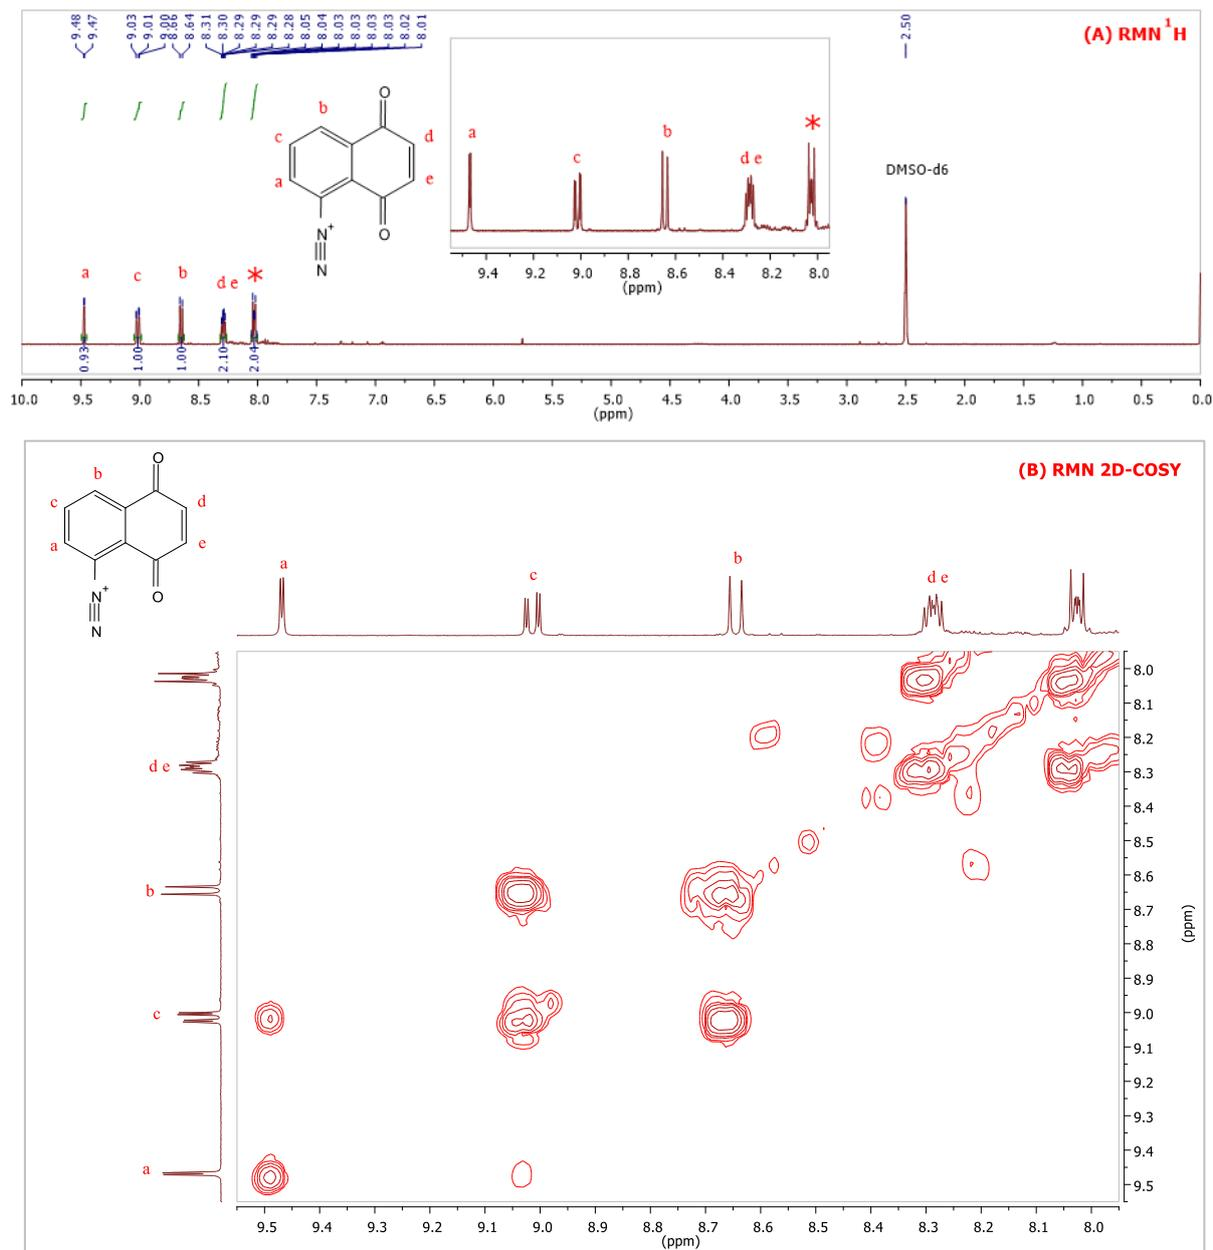 9.48 9.47 9.03 9.01 9.00 8.66 8.64 8.31 8.30 8.29 8.29 8.29 8.28 8.05 8.04 8.03 8.03 8.03 8.03 8.02 8.01 2.50
(A) RMN 1H
O
b
c
d
a
e
O
N+
N
a c b d e *
9.4 9.2 9.0 8.8 8.6 8.4 8.2 8.0
(ppm)
DMSO-d6
a c b d e *
0.93 1.00 1.00 2.10 2.04
10.0 9.5 9.0 8.5 8.0 7.5 7.0 6.5 6.0 5.5 5.0 4.5 4.0 3.5 3.0 2.5 2.0 1.5 1.0 0.5 0.0
(ppm)
(B) RMN 2D-COSY
O
b
c
d
a
e
O
N+
N
a c b d e
d e
b
c
a
8.0
8.1
8.2
8.3
8.4
8.5
8.6
8.7
8.8
8.9
9.0
9.1
9.2
9.3
9.4
9.5
(ppm)
9.5 9.4 9.3 9.2 9.1 9.0 8.9 8.8 8.7 8.6 8.5 8.4 8.3 8.2 8.1 8.0
(ppm)